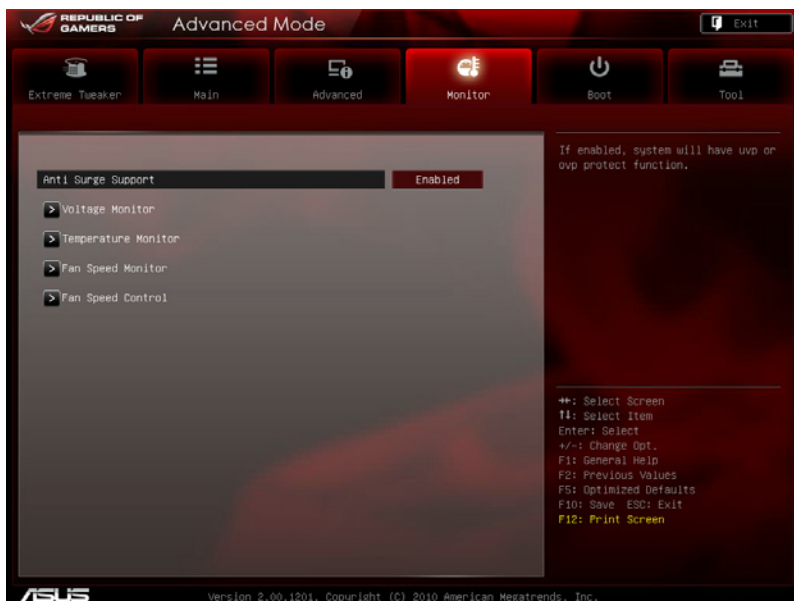 REPUBLIC OF
GAMERS
Advanced Mode
Exit
Extreme Tweaker
Main
Advanced
Monitor
Boot
Tool
Anti Surge Support
Enabled
> Voltage Monitor
> Temperature Monitor
> Fan Speed Monitor
> Fan Speed Control
If enabled, system will have uvp or
ovp protect function.
→←: Select Screen
↑↓: Select Item
Enter: Select
+/-: Change Opt.
F1: General Help
F2: Previous Values
F5: Optimized Defaults
F10: Save ESC: Exit
F12: Print Screen
ASUS
Version 2.00.1201. Copyright (C) 2010 American Megatrends, Inc.